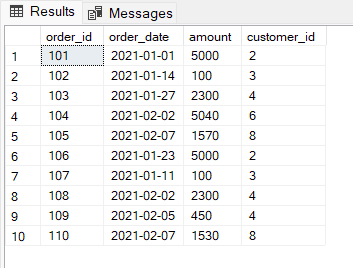 Results Messages
order_id order_date amount customer_id
1 101 2021-01-01 5000 2
2 102 2021-01-14 100 3
3 103 2021-01-27 2300 4
4 104 2021-02-02 5040 6
5 105 2021-02-07 1570 8
6 106 2021-01-23 5000 2
7 107 2021-01-11 100 3
8 108 2021-02-02 2300 4
9 109 2021-02-05 450 4
10 110 2021-02-07 1530 8